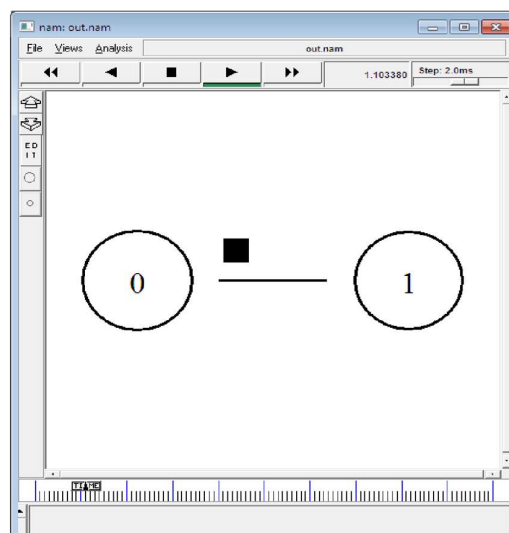 nam: out.nam
File Views Analysis out.nam
1.103380 Step: 2.0ms
E D
I T
0 1
TIME